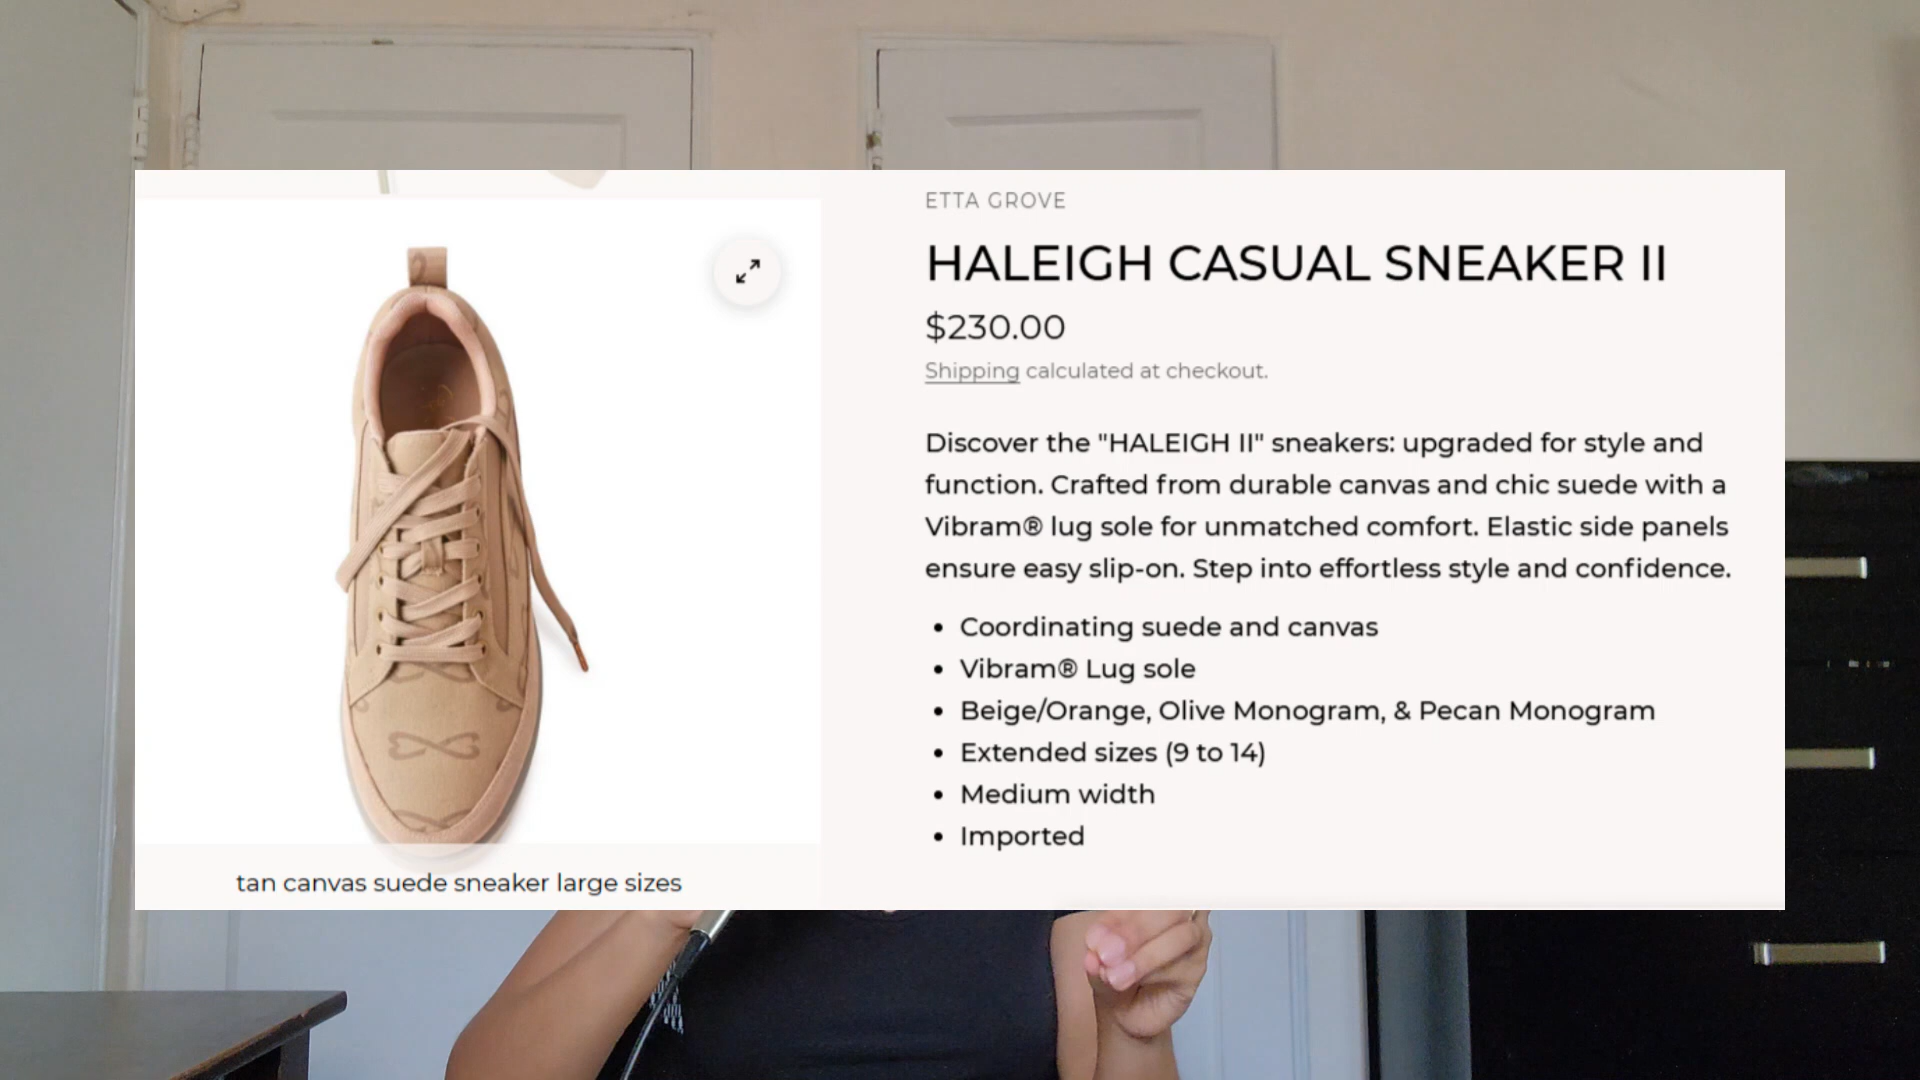 ETTA GROVE
HALEIGH CASUAL SNEAKER II
$230.00
Shipping calculated at checkout.
Discover the "HALEIGH II" sneakers: upgraded for style and
function. Crafted from durable canvas and chic suede with a
Vibram® lug sole for unmatched comfort. Elastic side panels
ensure easy slip-on. Step into effortless style and confidence.
• Coordinating suede and canvas
• Vibram® Lug sole
• Beige/Orange, Olive Monogram, & Pecan Monogram
• Extended sizes (9 to 14)
• Medium width
• Imported
tan canvas suede sneaker large sizes